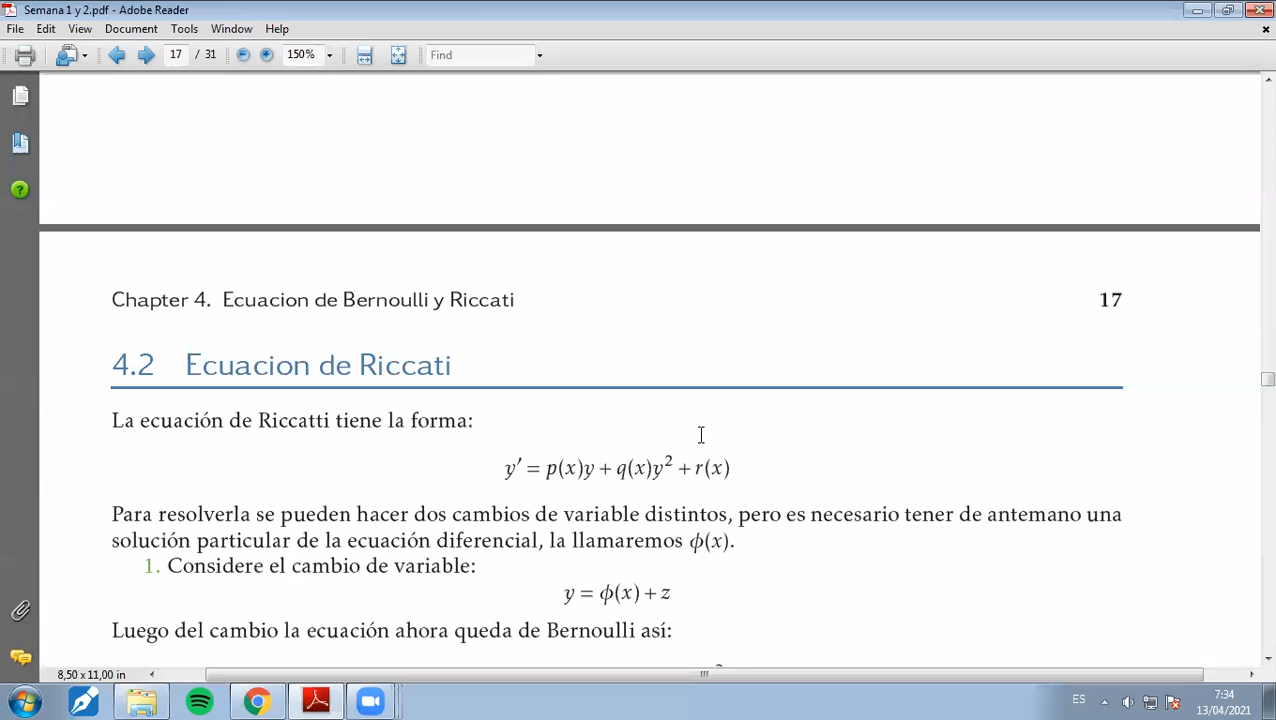 Semana 1 y 2.pdf - Adobe Reader
File Edit View Document Tools Window Help
17 / 31 150% Find
Chapter 4. Ecuacion de Bernoulli y Riccati 17
4.2 Ecuacion de Riccati
La ecuación de Riccatti tiene la forma:
y′ = p(x)y + q(x)y² + r(x)
Para resolverla se pueden hacer dos cambios de variable distintos, pero es necesario tener de antemano una
solución particular de la ecuación diferencial, la llamaremos ϕ(x).
1. Considere el cambio de variable:
y = ϕ(x) + z
Luego del cambio la ecuación ahora queda de Bernoulli así:
8,50 x 11,00 in
ES 7:34
13/04/2021